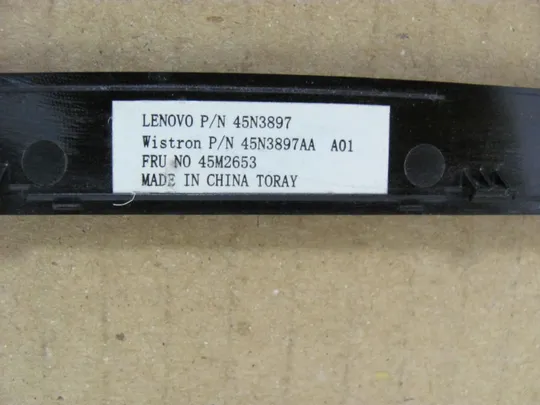 LENOVO P/N 45N3897
Wistron P/N 45N3897AA A01
FRU NO 45M2653
MADE IN CHINA TORAY